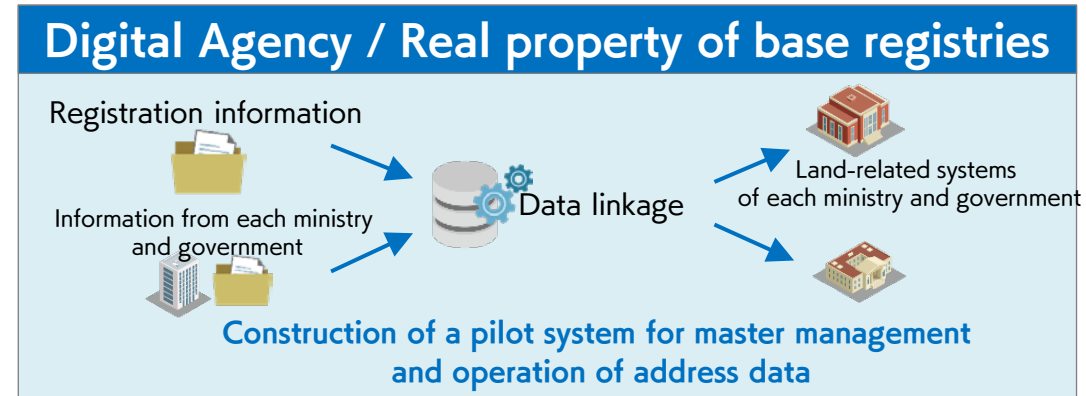 Digital Agency / Real property of base registries
Registration information
Information from each ministry
and government
Data linkage
Land-related systems
of each ministry and government
Construction of a pilot system for master management
and operation of address data